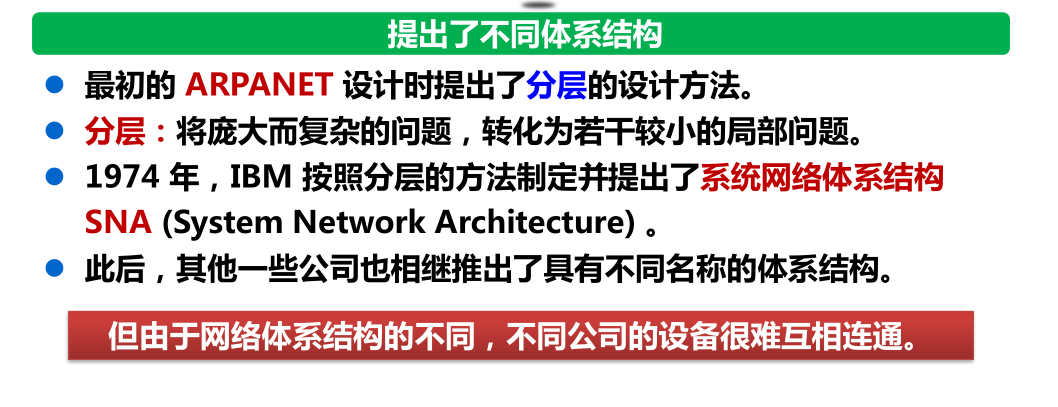 提出了不同体系结构
最初的 ARPANET 设计时提出了分层的设计方法。
分层：将庞大而复杂的问题，转化为若干较小的局部问题。
1974 年，IBM 按照分层的方法制定并提出了系统网络体系结构
SNA (System Network Architecture) 。
此后，其他一些公司也相继推出了具有不同名称的体系结构。
但由于网络体系结构的不同，不同公司的设备很难互相连通。